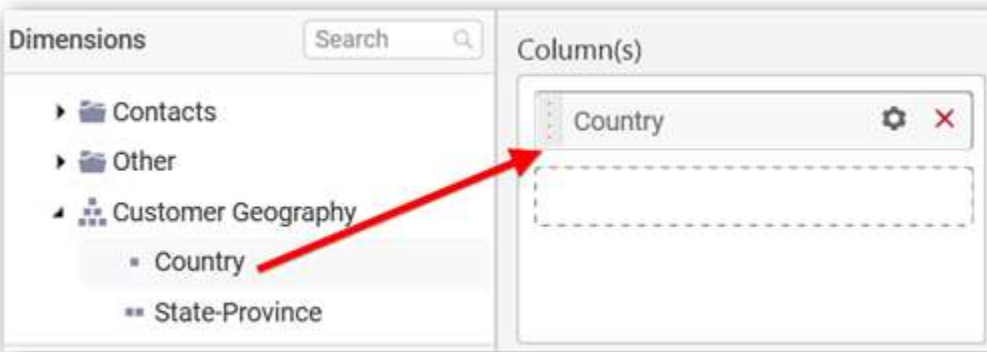 Dimensions
Search
Contacts
Other
Customer Geography
Country
State-Province
Column(s)
Country